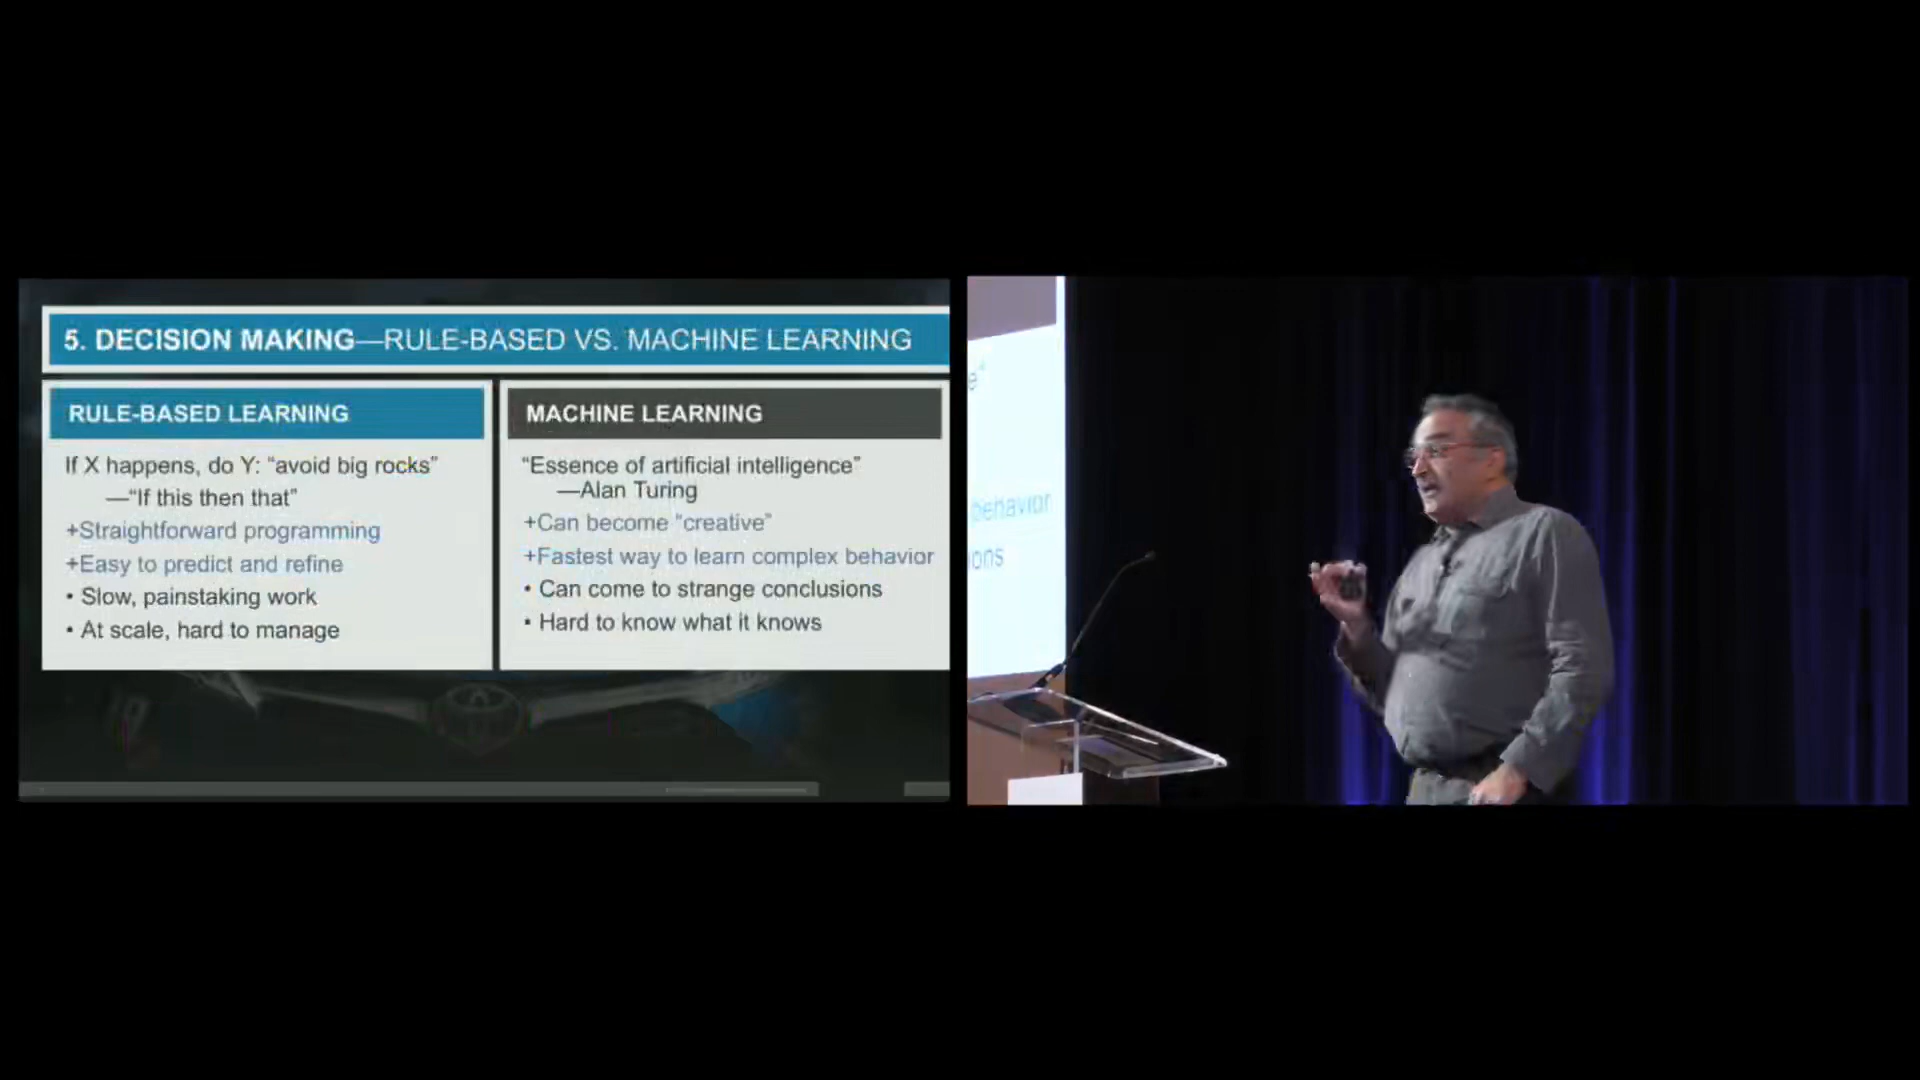 5. DECISION MAKING—RULE-BASED VS. MACHINE LEARNING
RULE-BASED LEARNING
If X happens, do Y: “avoid big rocks”
—“If this then that”
+Straightforward programming
+Easy to predict and refine
• Slow, painstaking work
• At scale, hard to manage
MACHINE LEARNING
“Essence of artificial intelligence”
—Alan Turing
+Can become “creative”
+Fastest way to learn complex behavior
• Can come to strange conclusions
• Hard to know what it knows
behavior